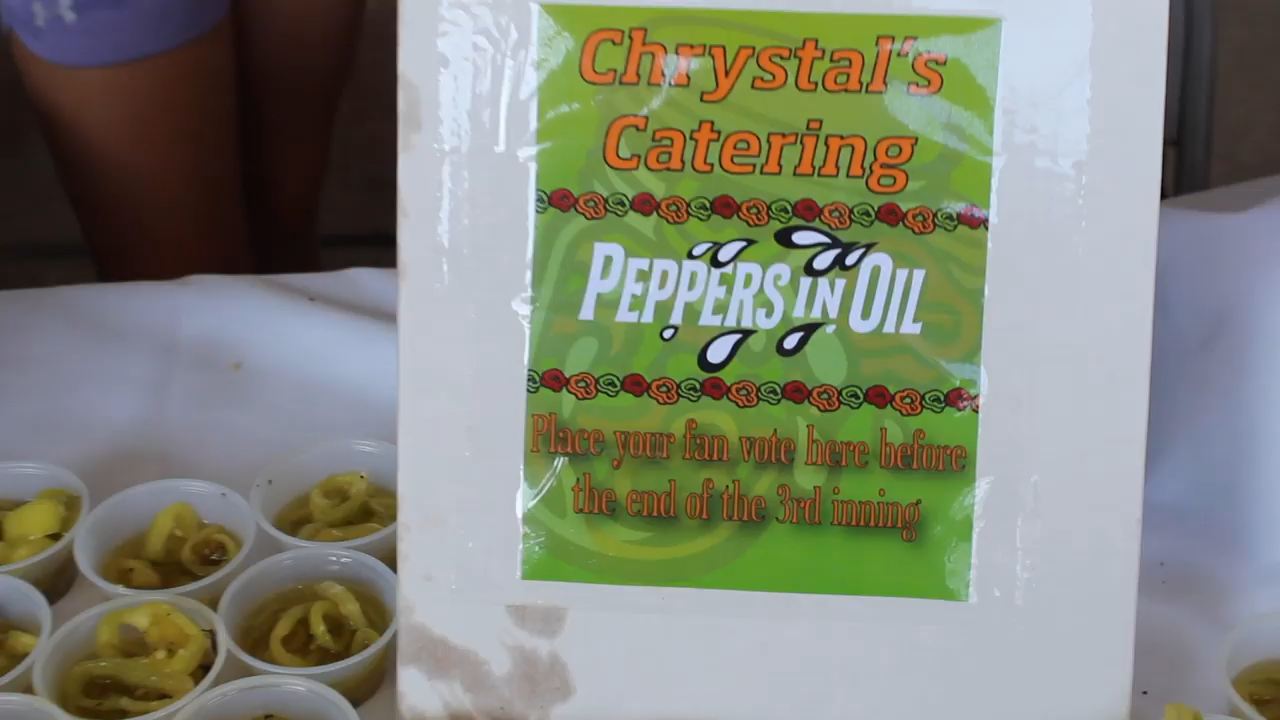 Chrystal's
Catering
PEPPERS IN OIL
Place your fan vote here before
the end of the 3rd inning